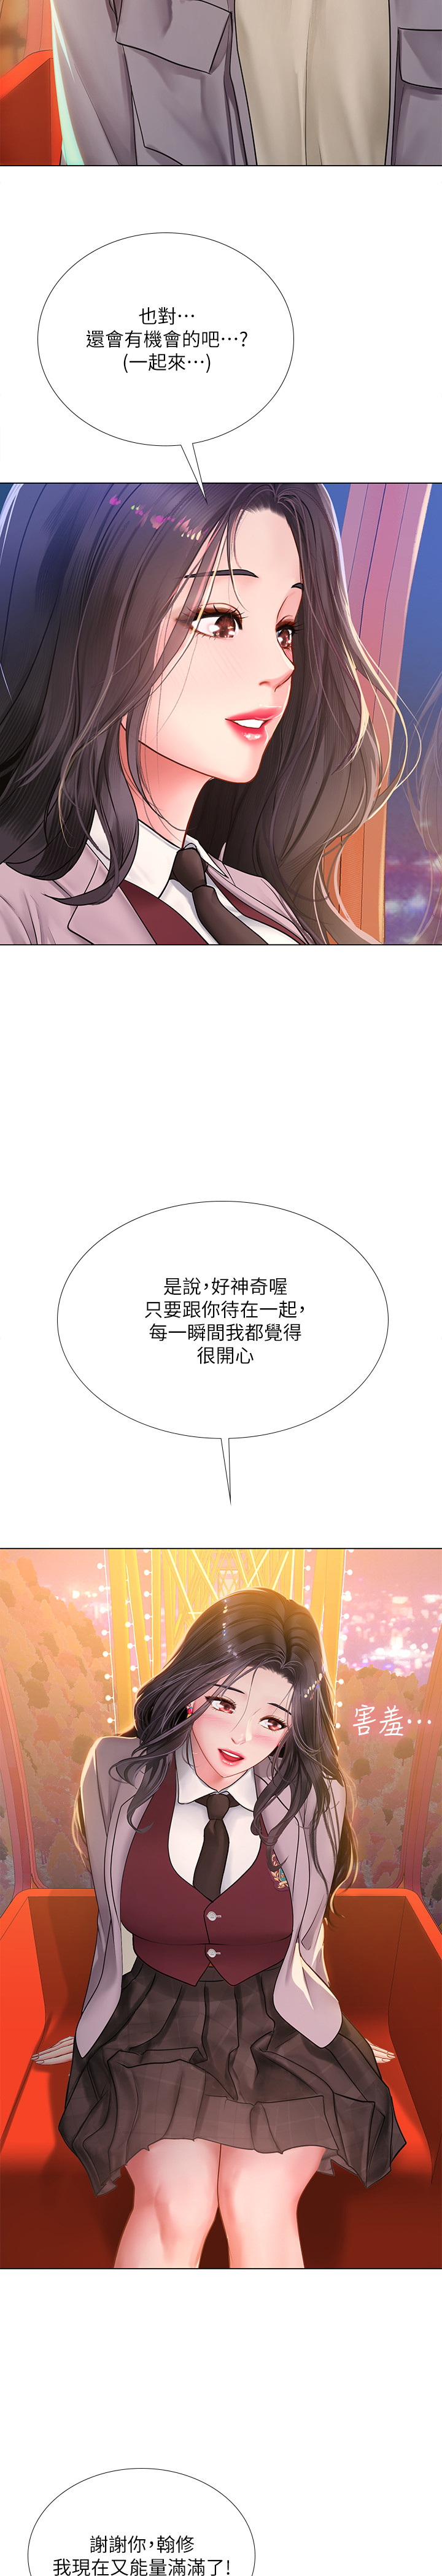 也對⋯
還會有機會的吧⋯?
(一起來⋯)
是說,好神奇喔
只要跟你待在一起,
每一瞬間我都覺得
很開心
害羞⋯
謝謝你,翰修
我現在又能量滿滿了!